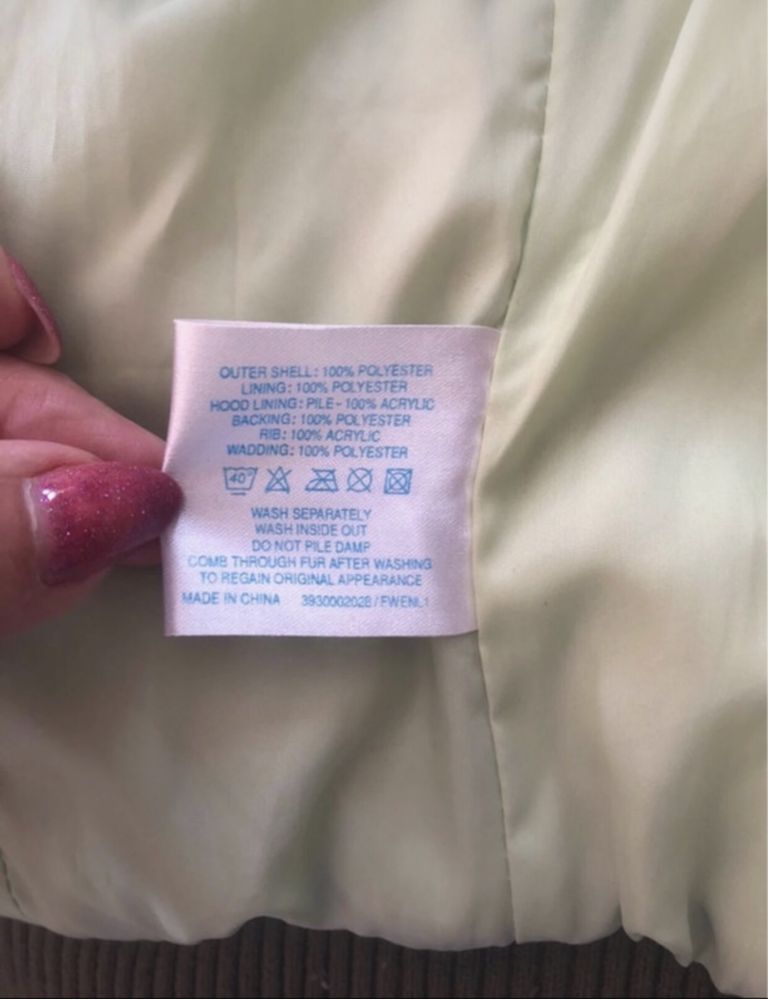 OUTER SHELL: 100% POLYESTER
LINING: 100% POLYESTER
HOOD LINING: PILE - 100% ACRYLIC
BACKING: 100% POLYESTER
RIB: 100% ACRYLIC
WADDING: 100% POLYESTER
40°
WASH SEPARATELY
WASH INSIDE OUT
DO NOT PILE DAMP
COMB THROUGH FUR AFTER WASHING
TO REGAIN ORIGINAL APPEARANCE
MADE IN CHINA 3930002028 / FWENL1